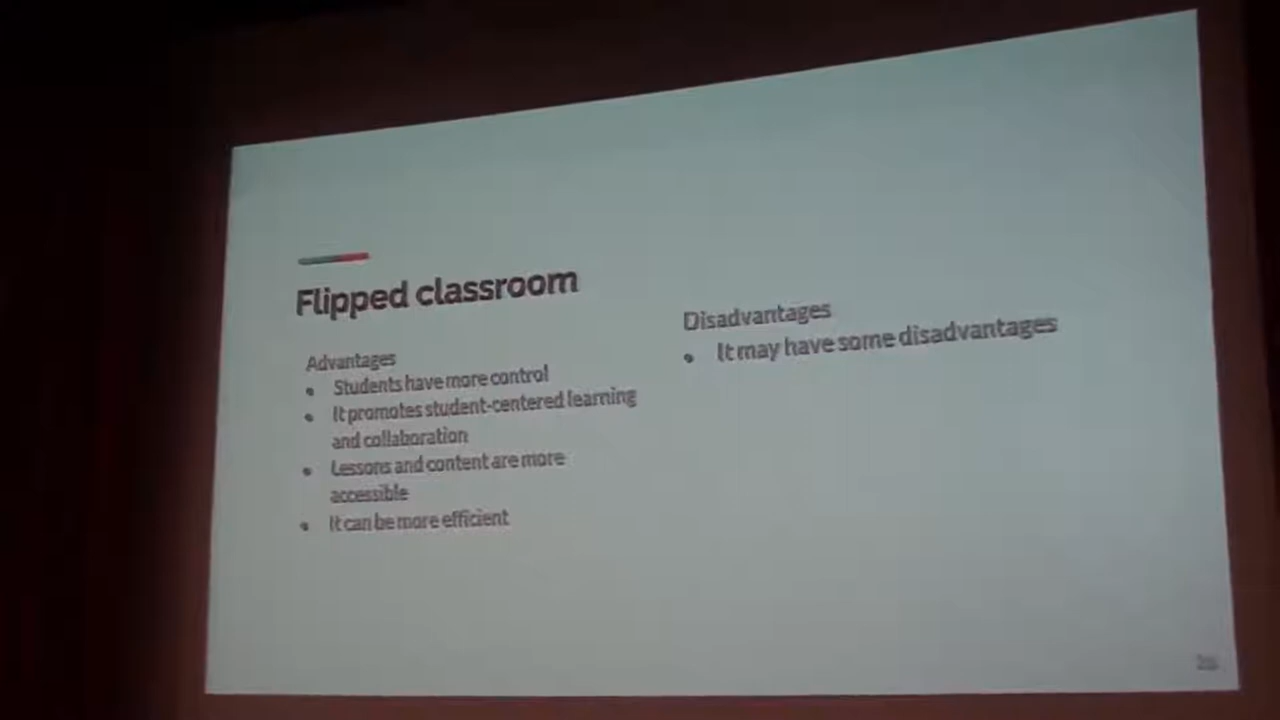 Flipped classroom
Advantages
• Students have more control
• It promotes student-centered learning
and collaboration
• Lessons and content are more
accessible
• It can be more efficient
Disadvantages
• It may have some disadvantages